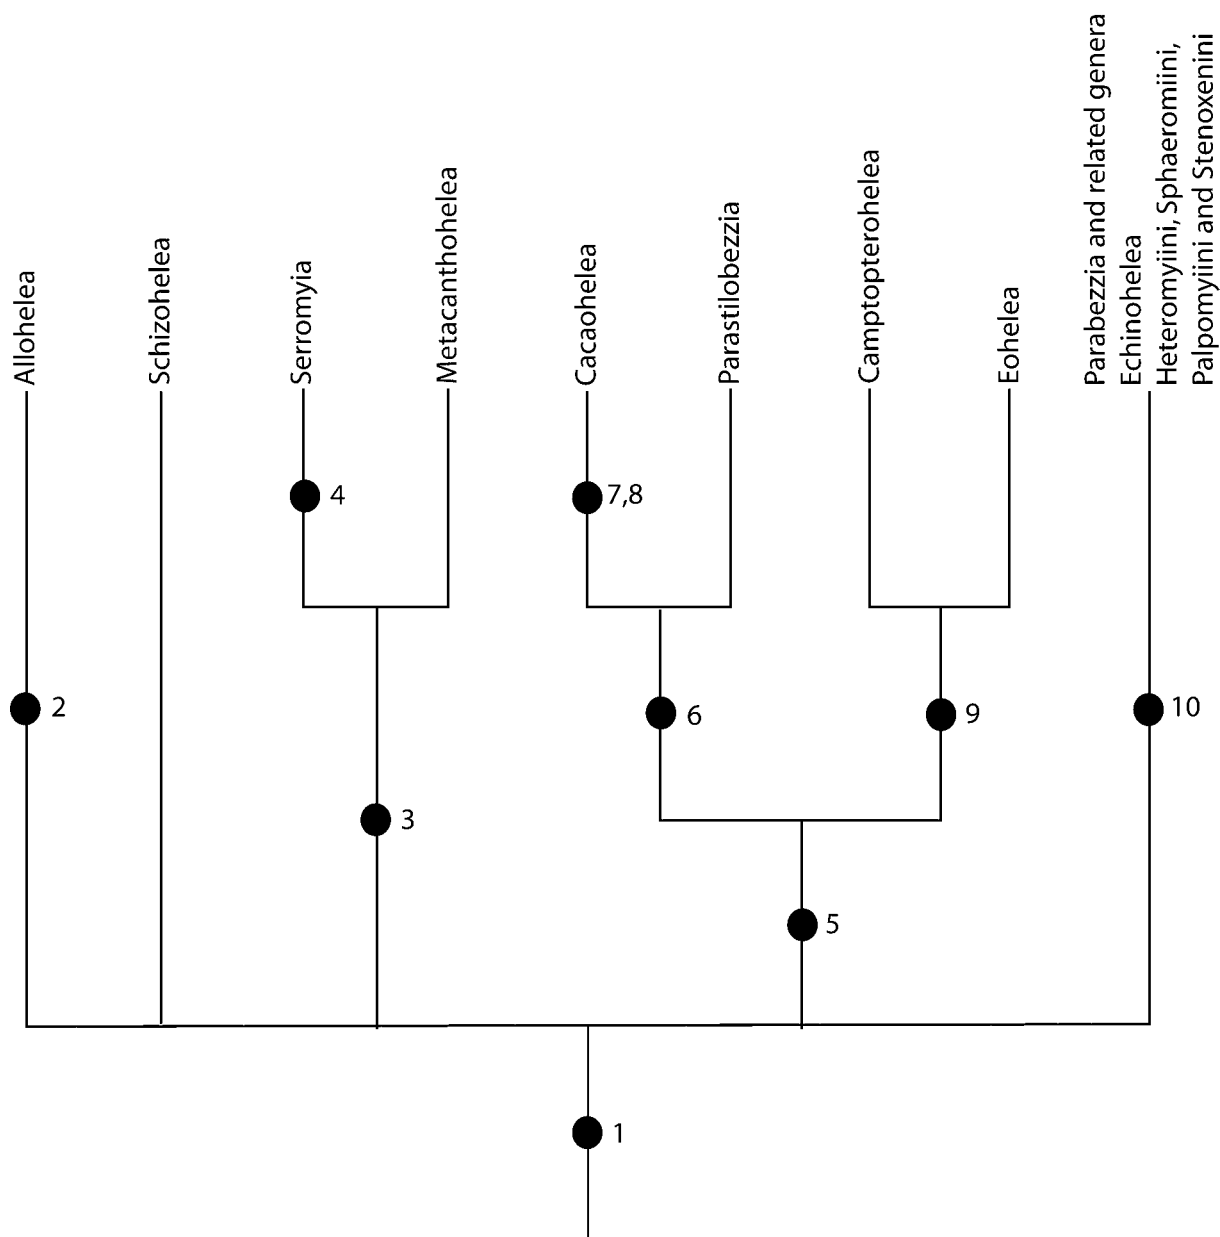 Allohelea
Schizohelea
Serromyia
Metacanthohelea
Cacaohelea
Parastilobezzia
Camptopterohelea
Eohelea
Parabezzia and related genera
Echinohelea
Heteromyiini, Sphaeromiini,
Palpomyiini and Stenoxenini
4
7,8
2
6
9
10
3
5
1